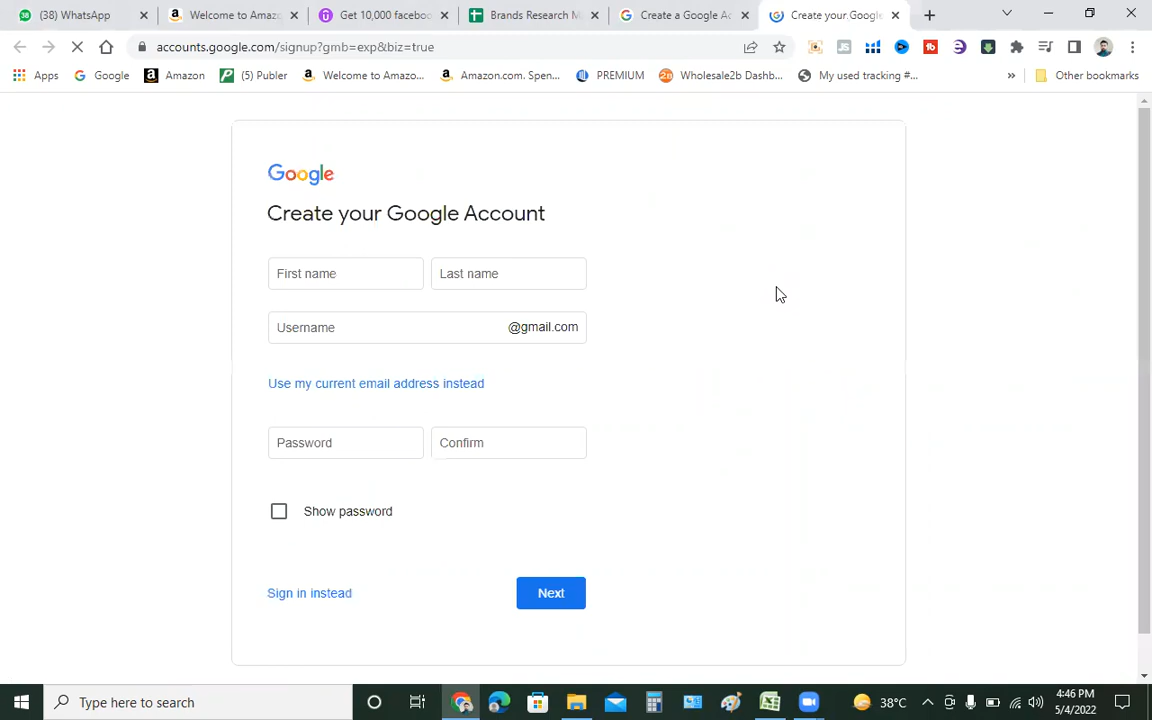 (38) WhatsApp
Welcome to Amazo
Get 10,000 faceboo
Brands Research M
Create a Google Ac
Create your Google
accounts.google.com/signup?gmb=exp&biz=true
Apps
Google
Amazon
(5) Publer
Welcome to Amazo...
Amazon.com. Spen...
PREMIUM
Wholesale2b Dashb...
My used tracking #...
»
Other bookmarks
Google
Create your Google Account
First name
Last name
Username
@gmail.com
Use my current email address instead
Password
Confirm
Show password
Sign in instead
Next
Type here to search
38°C
4:46 PM
5/4/2022